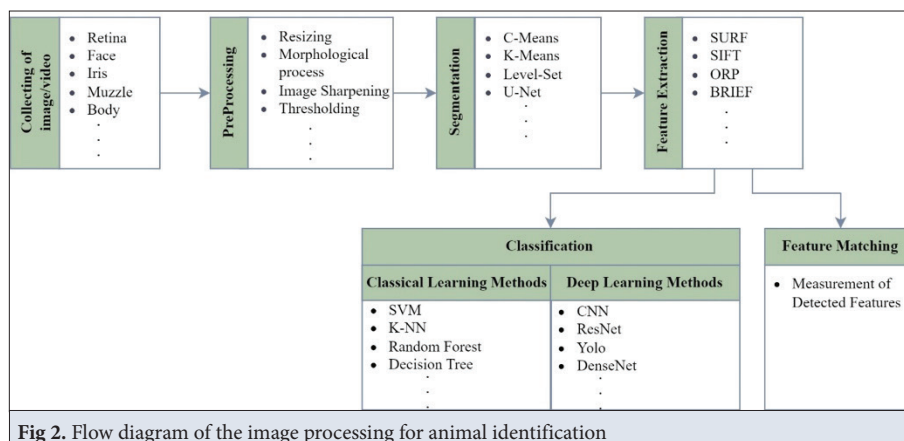 Collecting of
image/video
Retina
Face
Iris
Muzzle
Body
PreProcessing
Resizing
Morphological
process
Image Sharpening
Thresholding
Segmentation
C-Means
K-Means
Level-Set
U-Net
Feature Extraction
SURF
SIFT
ORP
BRIEF
Classification
Classical Learning Methods
SVM
K-NN
Random Forest
Decision Tree
Deep Learning Methods
CNN
ResNet
Yolo
DenseNet
Feature Matching
Measurement of
Detected Features
Fig 2. Flow diagram of the image processing for animal identification